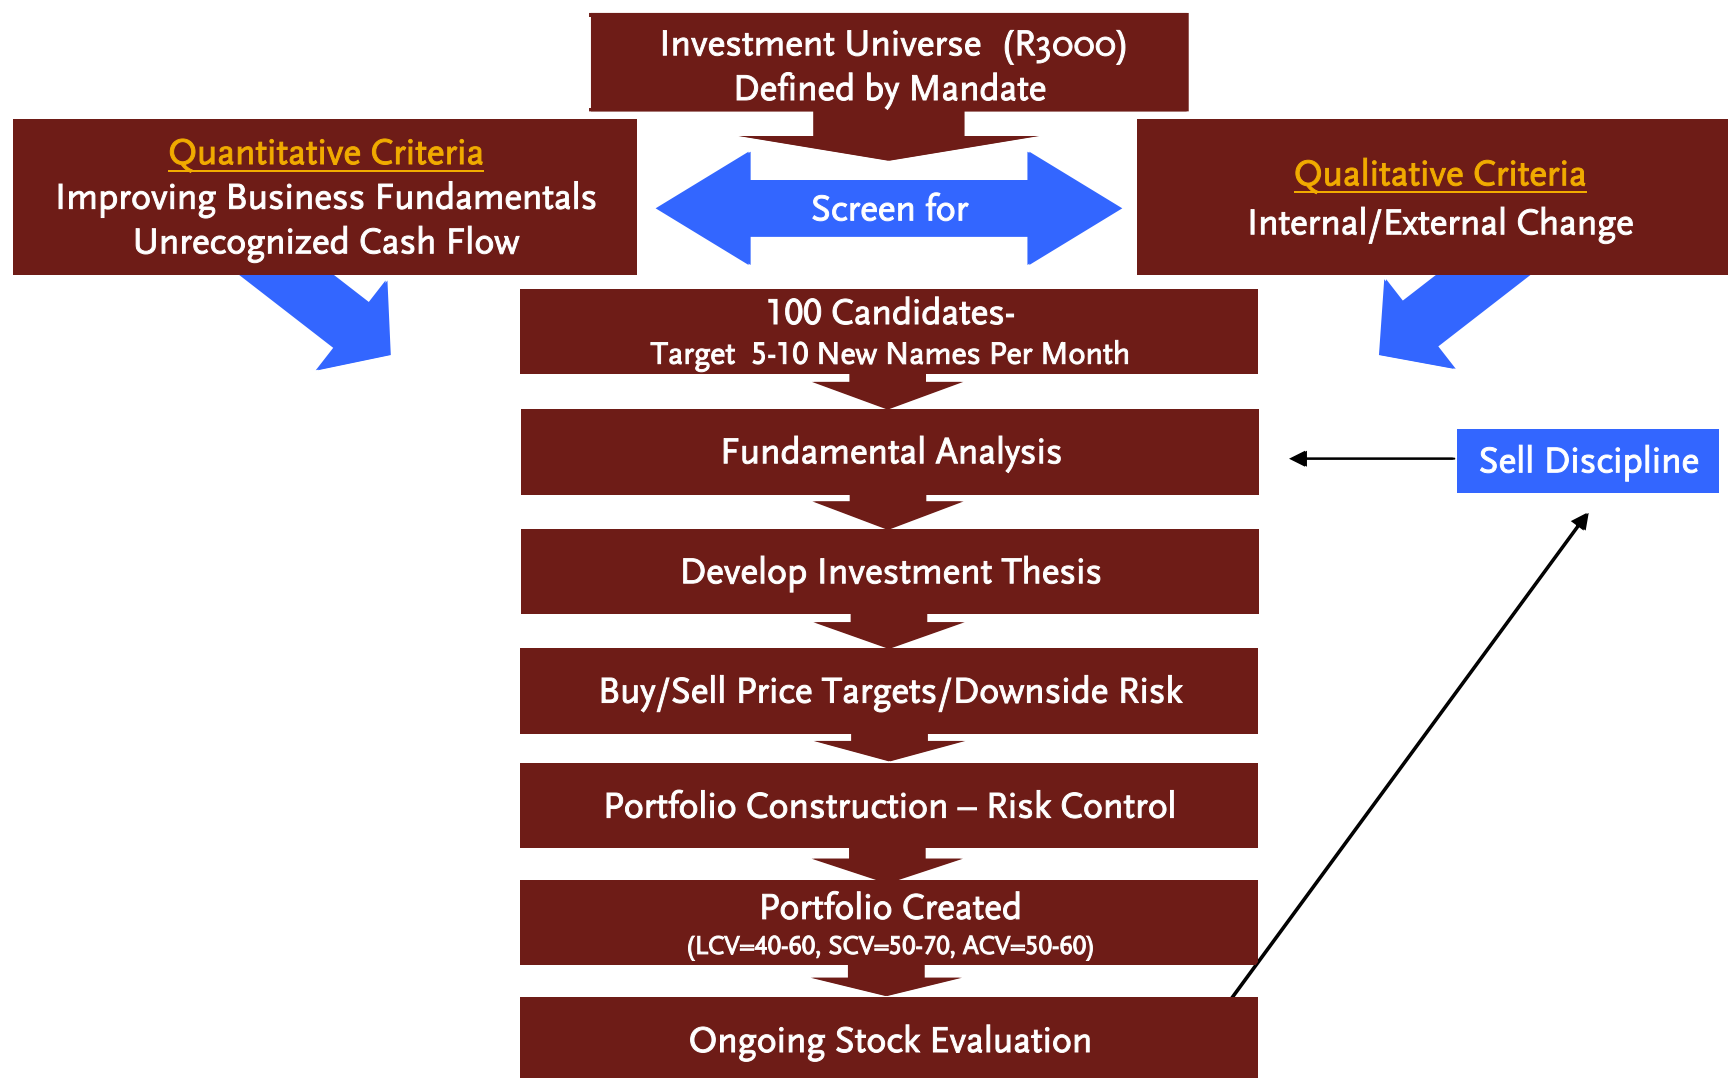 Investment Universe (R3000)
Defined by Mandate
Quantitative Criteria
Improving Business Fundamentals
Unrecognized Cash Flow
Screen for
Qualitative Criteria
Internal/External Change
100 Candidates-
Target 5-10 New Names Per Month
Fundamental Analysis
Sell Discipline
Develop Investment Thesis
Buy/Sell Price Targets/Downside Risk
Portfolio Construction – Risk Control
Portfolio Created
(LCV=40-60, SCV=50-70, ACV=50-60)
Ongoing Stock Evaluation